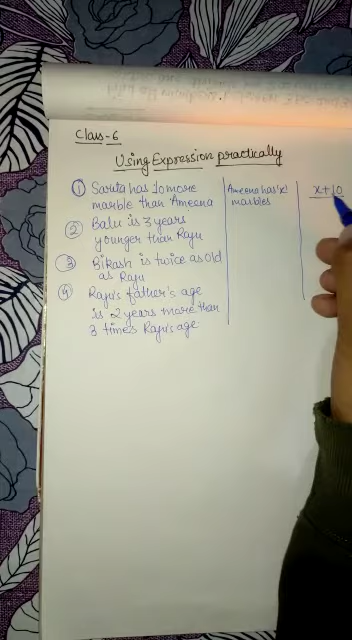 Class-6
Using Expression practically
① Sarita has 10 more
marble than Ameena
Ameena has 'x'
marbles
x+10
② Balu is 3 years
younger than Raju
③ Bikash is twice as old
as Raju
④ Raju's father's age
is 2 years more than
3 times Raju's age.